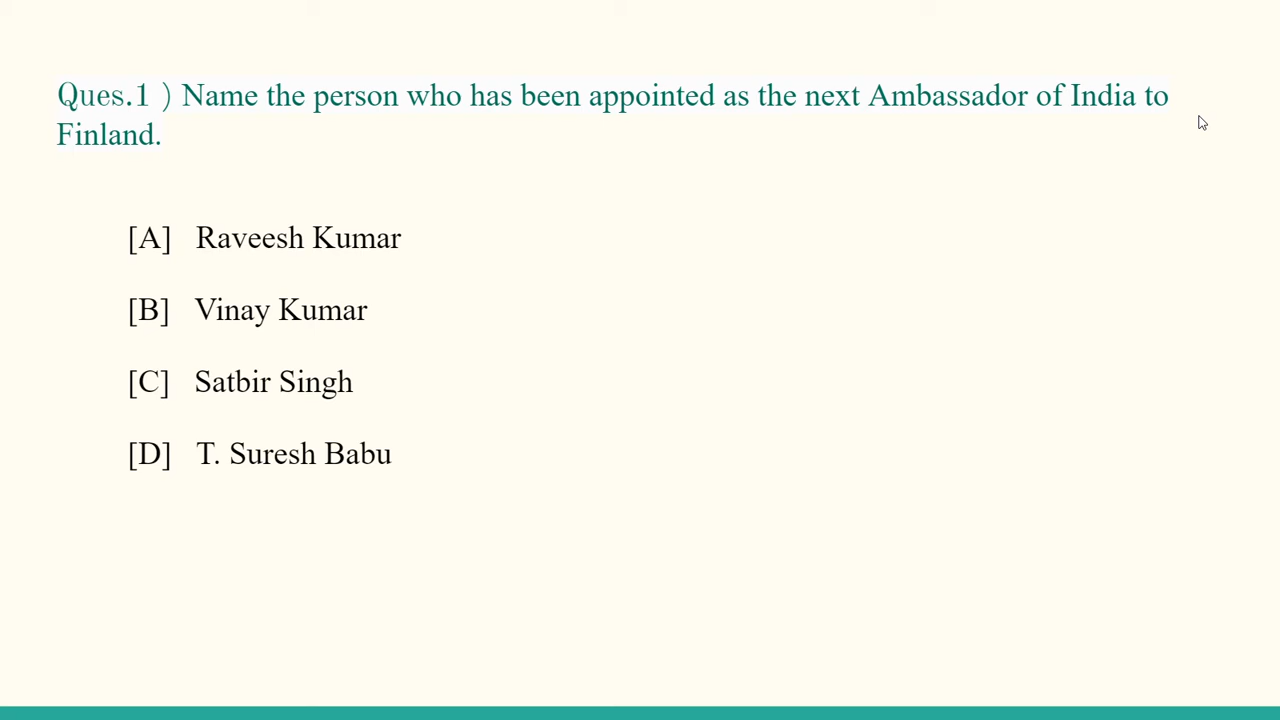 Ques.1 ) Name the person who has been appointed as the next Ambassador of India to
Finland.
[A] Raveesh Kumar
[B] Vinay Kumar
[C] Satbir Singh
[D] T. Suresh Babu